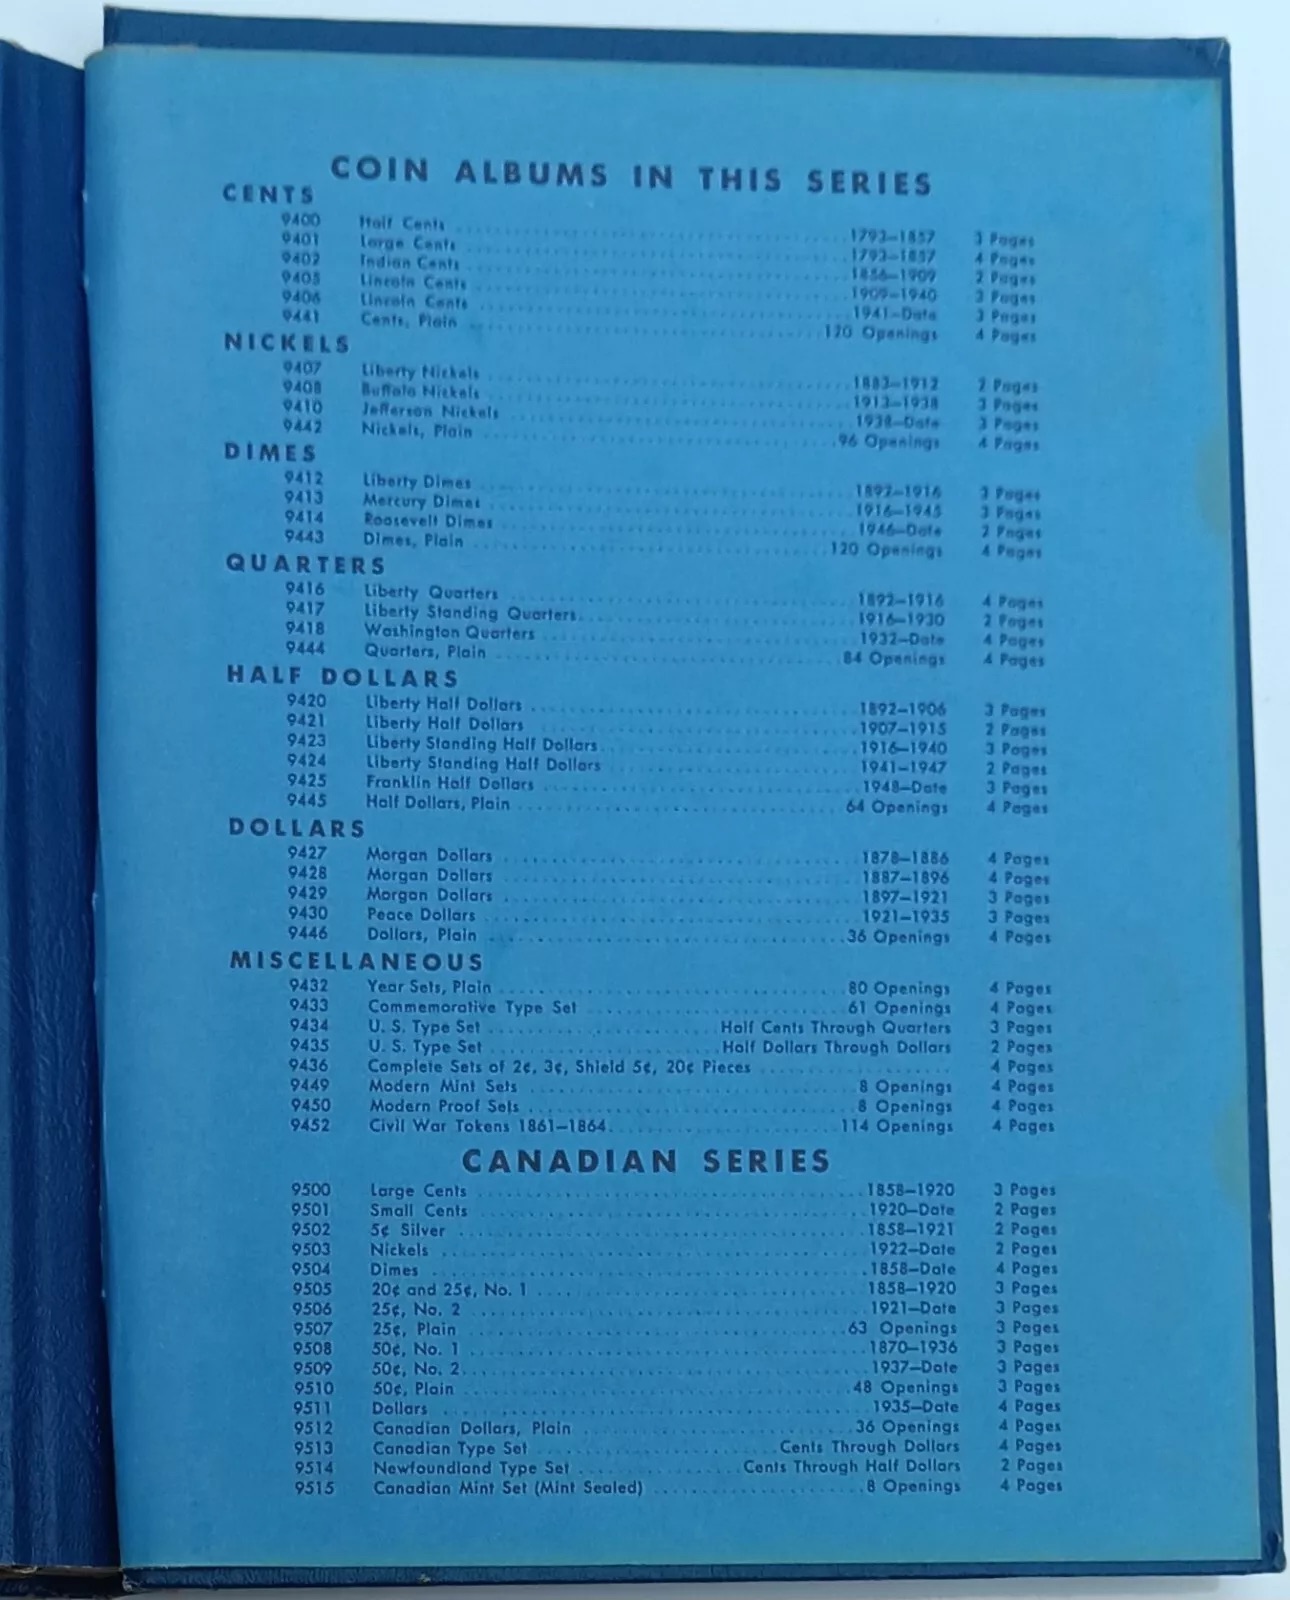 COIN ALBUMS IN THIS SERIES
CENTS
9400 Half Cents 1793–1857 3 Pages
9401 Large Cents 1793–1857 4 Pages
9402 Indian Cents 1856–1909 2 Pages
9405 Lincoln Cents 1909–1940 3 Pages
9406 Lincoln Cents 1941–Date 3 Pages
9441 Cents, Plain 120 Openings 4 Pages
NICKELS
9407 Liberty Nickels 1883–1912 2 Pages
9408 Buffalo Nickels 1913–1938 3 Pages
9410 Jefferson Nickels 1938–Date 3 Pages
9442 Nickels, Plain 96 Openings 4 Pages
DIMES
9412 Liberty Dimes 1892–1916 3 Pages
9413 Mercury Dimes 1916–1945 3 Pages
9414 Roosevelt Dimes 1946–Date 2 Pages
9443 Dimes, Plain 120 Openings 4 Pages
QUARTERS
9416 Liberty Quarters 1892–1916 4 Pages
9417 Liberty Standing Quarters 1916–1930 2 Pages
9418 Washington Quarters 1932–Date 4 Pages
9444 Quarters, Plain 84 Openings 4 Pages
HALF DOLLARS
9420 Liberty Half Dollars 1892–1906 3 Pages
9421 Liberty Half Dollars 1907–1915 2 Pages
9423 Liberty Standing Half Dollars 1916–1940 3 Pages
9424 Liberty Standing Half Dollars 1941–1947 2 Pages
9425 Franklin Half Dollars 1948–Date 3 Pages
9445 Half Dollars, Plain 64 Openings 4 Pages
DOLLARS
9427 Morgan Dollars 1878–1886 4 Pages
9428 Morgan Dollars 1887–1896 4 Pages
9429 Morgan Dollars 1897–1921 3 Pages
9430 Peace Dollars 1921–1935 3 Pages
9446 Dollars, Plain 36 Openings 4 Pages
MISCELLANEOUS
9432 Year Sets, Plain 80 Openings 4 Pages
9433 Commemorative Type Set 61 Openings 4 Pages
9434 U. S. Type Set Half Cents Through Quarters 3 Pages
9435 U. S. Type Set Half Dollars Through Dollars 2 Pages
9436 Complete Sets of 2¢, 3¢, Shield 5¢, 20¢ Pieces 4 Pages
9449 Modern Mint Sets 8 Openings 4 Pages
9450 Modern Proof Sets 8 Openings 4 Pages
9452 Civil War Tokens 1861–1864 114 Openings 4 Pages
CANADIAN SERIES
9500 Large Cents 1858–1920 3 Pages
9501 Small Cents 1920–Date 2 Pages
9502 5¢ Silver 1858–1921 2 Pages
9503 Nickels 1922–Date 2 Pages
9504 Dimes 1858–Date 4 Pages
9505 20¢ and 25¢, No. 1 1858–1920 3 Pages
9506 25¢, No. 2 1921–Date 3 Pages
9507 25¢, Plain 63 Openings 3 Pages
9508 50¢, No. 1 1870–1936 3 Pages
9509 50¢, No. 2 1937–Date 3 Pages
9510 50¢, Plain 48 Openings 3 Pages
9511 Dollars 1935–Date 4 Pages
9512 Canadian Dollars, Plain 36 Openings 4 Pages
9513 Canadian Type Set Cents Through Dollars 4 Pages
9514 Newfoundland Type Set Cents Through Half Dollars 2 Pages
9515 Canadian Mint Set (Mint Sealed) 8 Openings 4 Pages